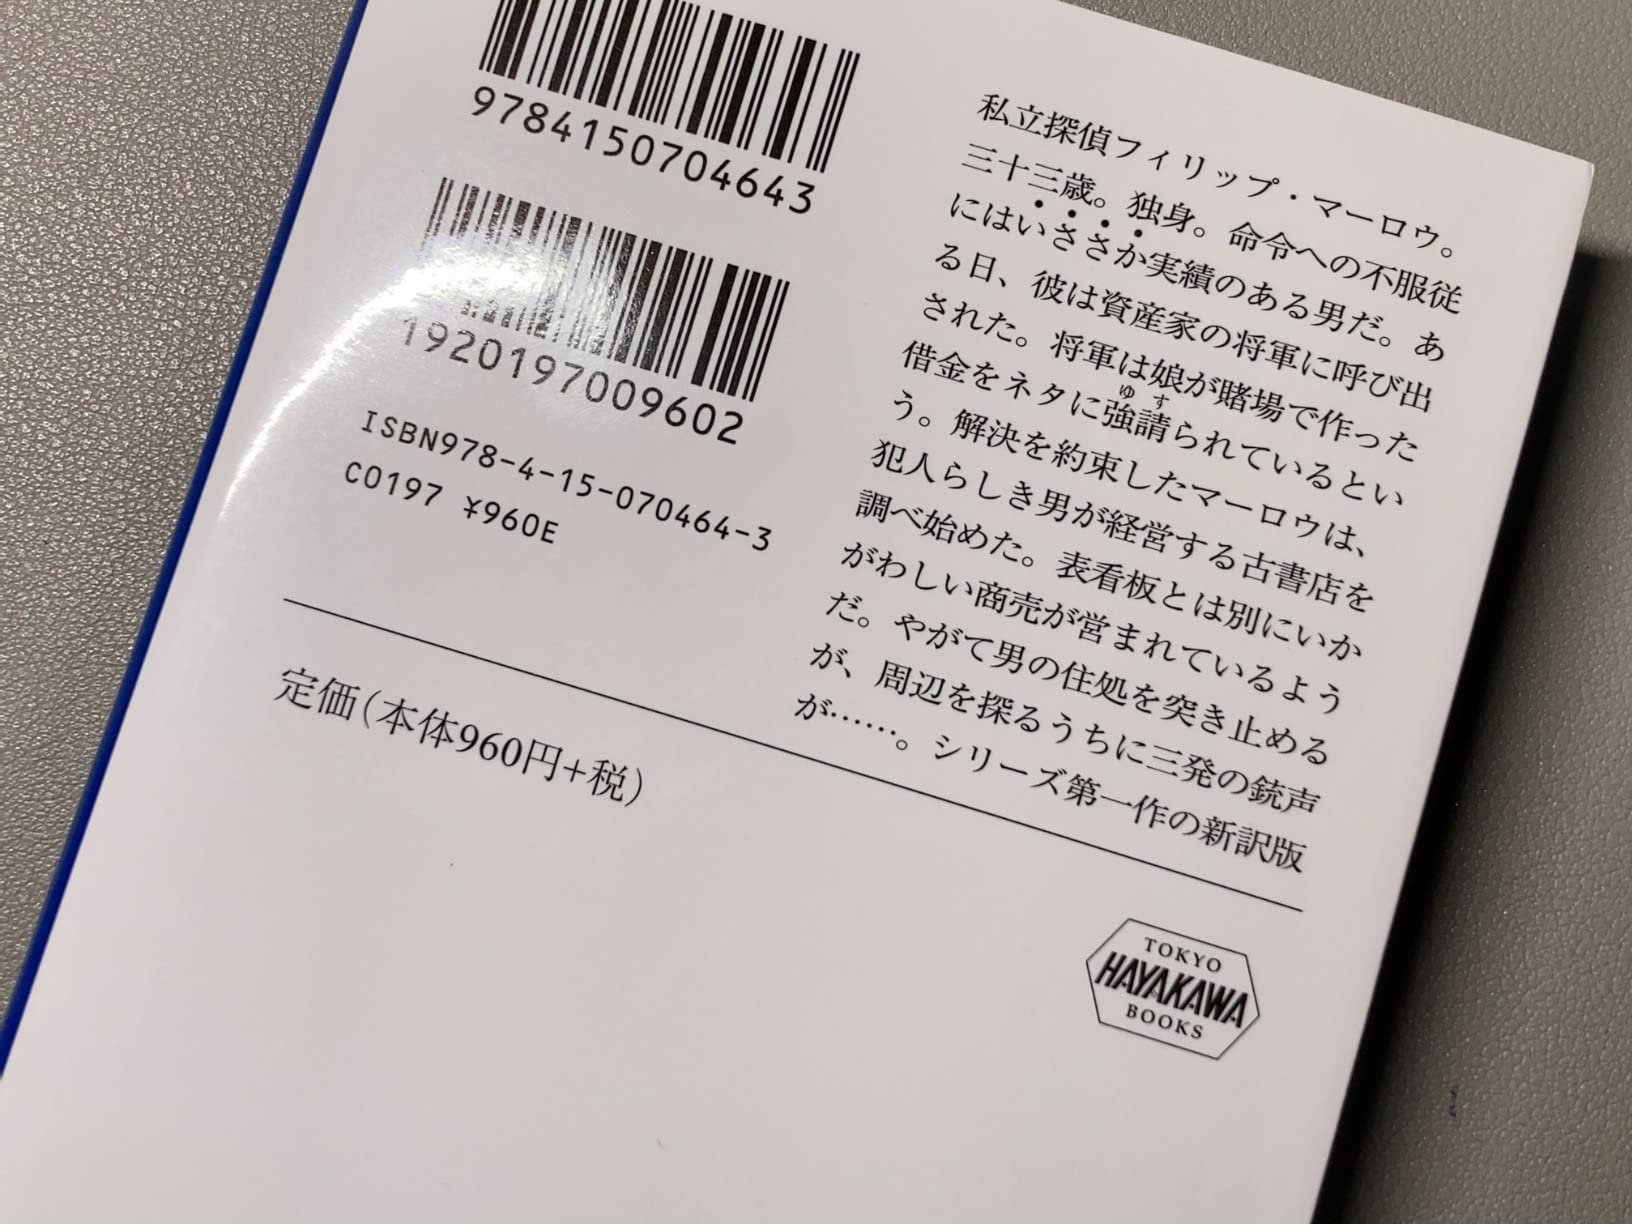 9784150704643
1920197009602
ISBN978-4-15-070464-3
C0197 ¥960E
定価(本体960円+税)
私立探偵フィリップ・マーロウ。
三十三歳。独身。命令への不服従
にはいささか実績のある男だ。あ
る日、彼は資産家の将軍に呼び出
された。将軍は娘が賭場で作った
借金をネタに強請られているとい
う。解決を約束したマーロウは、
犯人らしき男が経営する古書店を
調べ始めた。表看板とは別にいか
がわしい商売が営まれているよう
だ。やがて男の住処を突き止める
が、周辺を探るうちに三発の銃声
が……。シリーズ第一作の新訳版
ゆす
TOKYO
HAYAKAWA
BOOKS